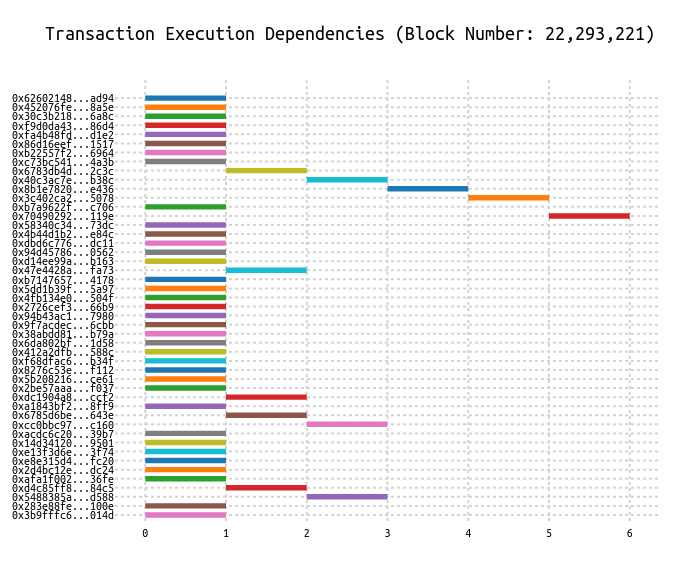 Transaction Execution Dependencies (Block Number: 22,293,221)
0x62602148...ad94
0x452076fe...8a5e
0x30c3b218...6a8c
0xf9d0da43...86d4
0xfa4b48fd...d1e2
0x86d16eef...1517
0xb22557f2...6964
0xc73bc541...4a3b
0x6783db4d...2c3c
0x40c3ac7e...b38c
0x8b1e7820...e436
0x3c402ca2...5078
0xb7a9622f...c706
0x70490292...119e
0x58340c34...73dc
0x4b44d1b2...e84c
0xdbd6c776...dc11
0x94d45786...0562
0xd14ee99a...b163
0x47e4428a...fa73
0xb7147657...4178
0x5dd1b39f...5a97
0x4fb134e0...504f
0x2726cef3...66b9
0x94b43ac1...7980
0x9f7acdec...6cbb
0x38abdd81...b79a
0x6da802bf...1d58
0x412a2dfb...588c
0xf68dfac6...b34f
0x8276c53e...f112
0x5b208216...ce61
0x2be57aaa...f037
0xdc1904a8...ccf2
0xa1843bf2...8ff9
0x6785d6be...643e
0xcc0bbc97...c160
0xacdc6c20...39b7
0x14d34120...9501
0xe13f3d6e...3f74
0xe8e315d4...fc20
0x2d4bc12e...dc24
0xafa1f002...36fe
0xd4c85ff8...84c5
0x5488385a...d588
0x283e88fe...100e
0x3b9fffc6...014d
0 1 2 3 4 5 6